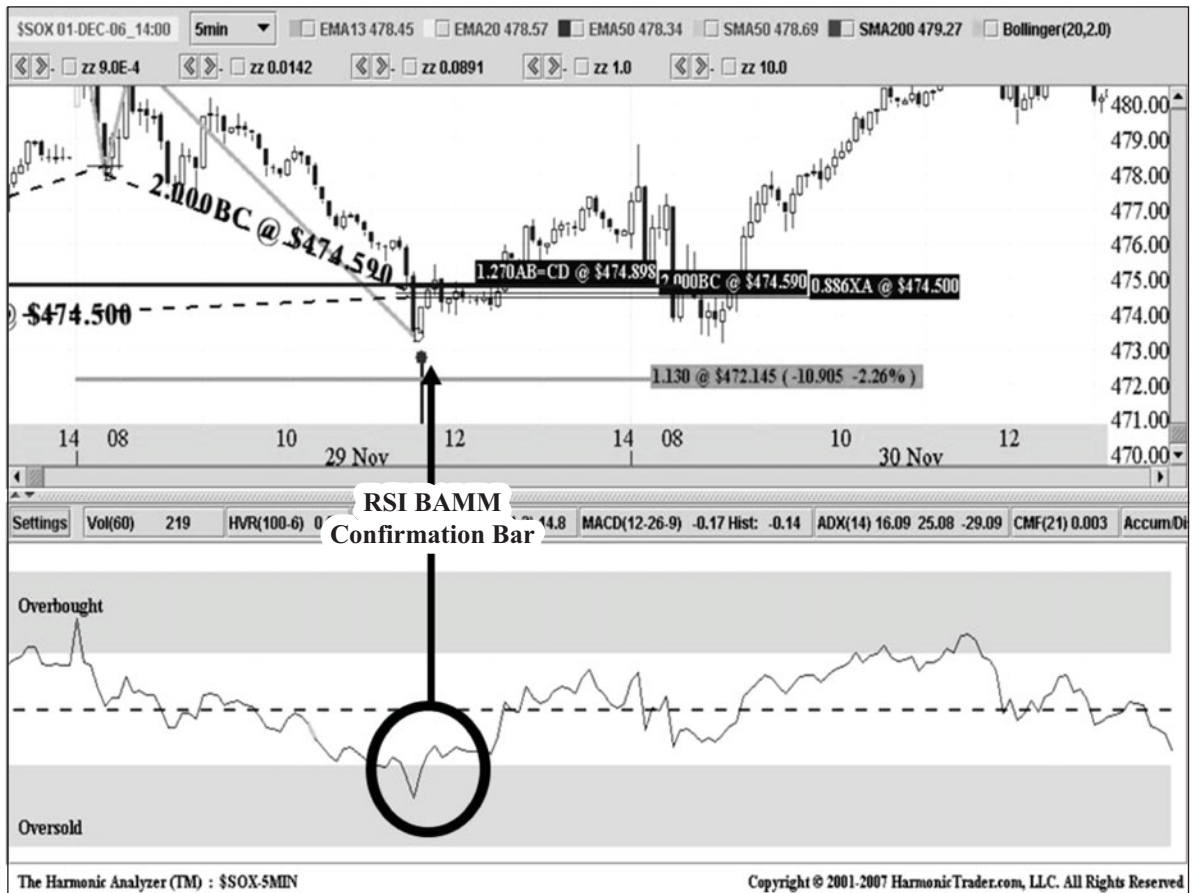 $SOX 01-DEC-06_14:00 5min EMA13 478.45 EMA20 478.57 EMA50 478.34 SMA50 478.69 SMA200 479.27 Bollinger(20,2.0)
zz 9.0E-4 zz 0.0142 zz 0.0891 zz 1.0 zz 10.0
480.00
479.00
478.00
477.00
476.00
475.00
474.00
473.00
472.00
471.00
470.00
2.000BC @ $474.590
@ $474.500
1.270AB=CD @ $474.898
2.000BC @ $474.590
0.886XA @ $474.500
1.130 @ $472.145 ( -10.905 -2.26% )
14 08 10 12 14 08 10 12
29 Nov 30 Nov
RSI BAMM
Confirmation Bar
Settings Vol(60) 219 HVR(100-6) 14.8 MACD(12-26-9) -0.17 Hist: -0.14 ADX(14) 16.09 25.08 -29.09 CMF(21) 0.003 Accum/Di
Overbought
Oversold
The Harmonic Analyzer (TM) : $SOX-5MIN
Copyright © 2001-2007 HarmonicTrader.com, LLC. All Rights Reserved